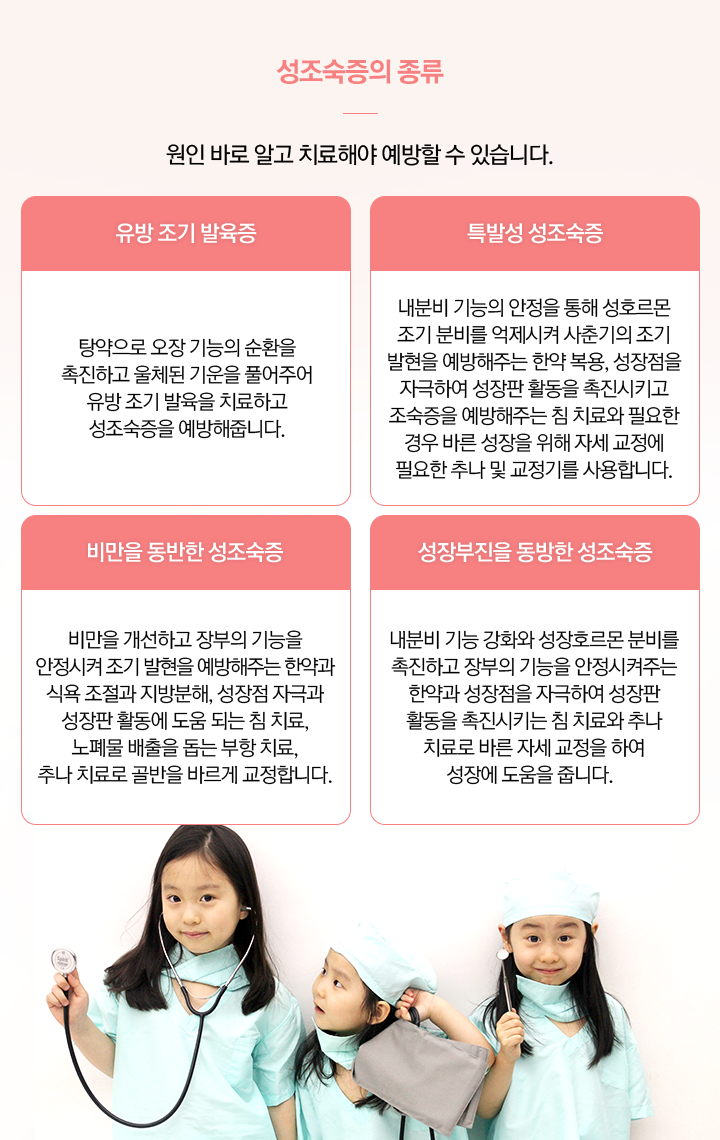 성조숙증의 종류
원인 바로 알고 치료해야 예방할 수 있습니다.
유방 조기 발육증
탕약으로 오장 기능의 순환을
촉진하고 울체된 기운을 풀어주어
유방 조기 발육을 치료하고
성조숙증을 예방해줍니다.
특발성 성조숙증
내분비 기능의 안정을 통해 성호르몬
조기 분비를 억제시켜 사춘기의 조기
발현을 예방해주는 한약 복용, 성장점을
자극하여 성장판 활동을 촉진시키고
조숙증을 예방해주는 침 치료와 필요한
경우 바른 성장을 위해 자세 교정에
필요한 추나 및 교정기를 사용합니다.
비만을 동반한 성조숙증
비만을 개선하고 장부의 기능을
안정시켜 조기 발현을 예방해주는 한약과
식욕 조절과 지방분해, 성장점 자극과
성장판 활동에 도움 되는 침 치료,
노폐물 배출을 돕는 부항 치료,
추나 치료로 골반을 바르게 교정합니다.
성장부진을 동방한 성조숙증
내분비 기능 강화와 성장호르몬 분비를
촉진하고 장부의 기능을 안정시켜주는
한약과 성장점을 자극하여 성장판
활동을 촉진시키는 침 치료와 추나
치료로 바른 자세 교정을 하여
성장에 도움을 줍니다.